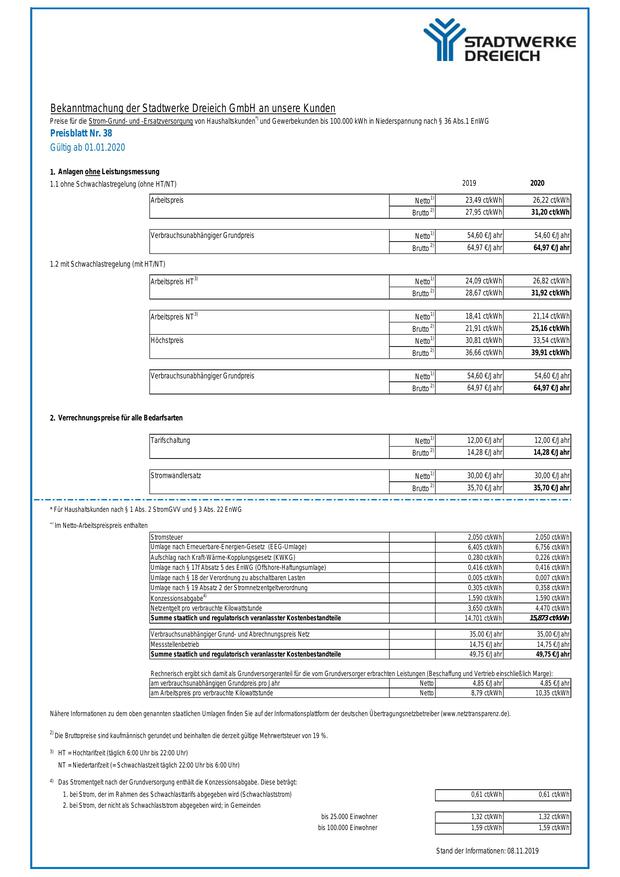 STADTWERKE
DREIEICH
Bekanntmachung der Stadtwerke Dreieich GmbH an unsere Kunden
Preise für die Strom-Grund- und -Ersatzversorgung von Haushaltskunden*) und Gewerbekunden bis 100.000 kWh in Niederspannung nach § 36 Abs.1 EnWG
Preisblatt Nr. 38
Gültig ab 01.01.2020
1. Anlagen ohne Leistungsmessung
1.1 ohne Schwachlastregelung (ohne HT/NT) 2019 2020
Arbeitspreis Netto1) 23,49 ct/kWh 26,22 ct/kWh
Brutto 2) 27,95 ct/kWh 31,20 ct/kWh
Verbrauchsunabhängiger Grundpreis Netto1) 54,60 €/Jahr 54,60 €/Jahr
Brutto 2) 64,97 €/Jahr 64,97 €/Jahr
1.2 mit Schwachlastregelung (mit HT/NT)
Arbeitspreis HT3) Netto1) 24,09 ct/kWh 26,82 ct/kWh
Brutto 2) 28,67 ct/kWh 31,92 ct/kWh
Arbeitspreis NT3) Netto1) 18,41 ct/kWh 21,14 ct/kWh
Brutto 2) 21,91 ct/kWh 25,16 ct/kWh
Höchstpreis Netto1) 30,81 ct/kWh 33,54 ct/kWh
Brutto 2) 36,66 ct/kWh 39,91 ct/kWh
Verbrauchsunabhängiger Grundpreis Netto1) 54,60 €/Jahr 54,60 €/Jahr
Brutto 2) 64,97 €/Jahr 64,97 €/Jahr
2. Verrechnungspreise für alle Bedarfsarten
Tarifschaltung Netto1) 12,00 €/Jahr 12,00 €/Jahr
Brutto 2) 14,28 €/Jahr 14,28 €/Jahr
Stromwandlersatz Netto1) 30,00 €/Jahr 30,00 €/Jahr
Brutto 2) 35,70 €/Jahr 35,70 €/Jahr
* Für Haushaltskunden nach § 1 Abs. 2 StromGVV und § 3 Abs. 22 EnWG
Im Netto-Arbeitspreispreis enthalten
Stromsteuer 2,050 ct/kWh 2,050 ct/kWh
Umlage nach Erneuerbare-Energien-Gesetz (EEG-Umlage) 6,405 ct/kWh 6,756 ct/kWh
Aufschlag nach Kraft-Wärme-Kopplungsgesetz (KWKG) 0,280 ct/kWh 0,226 ct/kWh
Umlage nach § 17f Absatz 5 des EnWG (Offshore-Haftungsumlage) 0,416 ct/kWh 0,416 ct/kWh
Umlage nach § 18 der Verordnung zu abschaltbaren Lasten 0,005 ct/kWh 0,007 ct/kWh
Umlage nach § 19 Absatz 2 der Stromnetzentgeltverordnung 0,305 ct/kWh 0,358 ct/kWh
Konzessionsabgabe4) 1,590 ct/kWh 1,590 ct/kWh
Netzentgelt pro verbrauchte Kilowattstunde 3,650 ct/kWh 4,470 ct/kWh
Summe staatlich und regulatorisch veranlasster Kostenbestandteile 14,701 ct/kWh 15,873 ct/kWh
Verbrauchsunabhängiger Grund- und Abrechnungspreis Netz 35,00 €/Jahr 35,00 €/Jahr
Messstellenbetrieb 14,75 €/Jahr 14,75 €/Jahr
Summe staatlich und regulatorisch veranlasster Kostenbestandteile 49,75 €/Jahr 49,75 €/Jahr
Rechnerisch ergibt sich damit als Grundversorgeranteil für die vom Grundversorger erbrachten Leistungen (Beschaffung und Vertrieb einschließlich Marge):
am verbrauchsunabhängigen Grundpreis pro Jahr Netto 4,85 €/Jahr 4,85 €/Jahr
am Arbeitspreis pro verbrauchte Kilowattstunde Netto 8,79 ct/kWh 10,35 ct/kWh
Nähere Informationen zu dem oben genannten staatlichen Umlagen finden Sie auf der Informationsplattform der deutschen Übertragungsnetzbetreiber (www.netztransparenz.de).
2) Die Bruttopreise sind kaufmännisch gerundet und beinhalten die derzeit gültige Mehrwertsteuer von 19 %.
3) HT = Hochtarifzeit (täglich 6:00 Uhr bis 22:00 Uhr)
NT = Niedertarifzeit (= Schwachlastzeit täglich 22:00 Uhr bis 6:00 Uhr)
4) Das Stromentgelt nach der Grundversorgung enthält die Konzessionsabgabe. Diese beträgt:
1. bei Strom, der im Rahmen des Schwachlasttarifs abgegeben wird (Schwachlaststrom) 0,61 ct/kWh 0,61 ct/kWh
2. bei Strom, der nicht als Schwachlaststrom abgegeben wird; in Gemeinden
bis 25.000 Einwohner 1,32 ct/kWh 1,32 ct/kWh
bis 100.000 Einwohner 1,59 ct/kWh 1,59 ct/kWh
Stand der Informationen: 08.11.2019